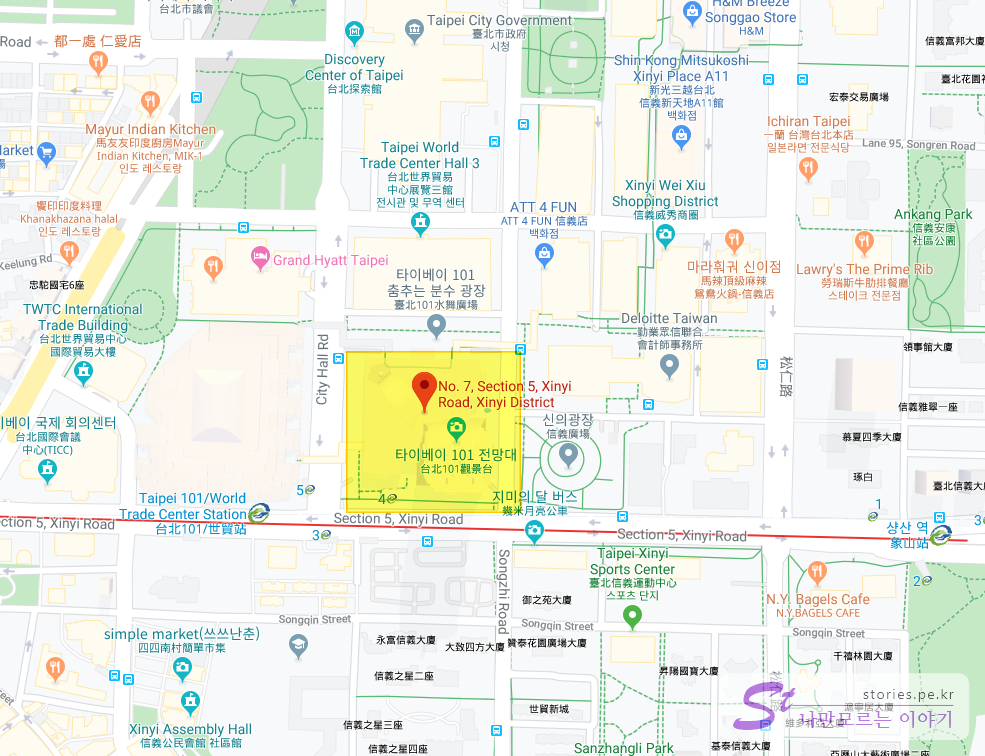 台北市議會
Taipei City Government
臺北市政府
시청
H&M Breeze
Songgao Store
H&M
Road
都一處 仁愛店
Discovery
Center of Taipei
台北探索館
信義富邦大廈
Shin Kong Mitsukoshi
Xinyi Place A11
新光三越台北
信義新天地A11館
백화점
臺北花園
宏泰交易廣場
Mayur Indian Kitchen
馬友友印度廚房Mayur
Indian Kitchen, MIK-1
인도 레스토랑
Ichiran Taipei
一蘭 台灣台北本店
일본라면 전문식당
Lane 95, Songren Road
Market
Taipei World
Trade Center Hall 3
台北世界貿易
中心展覽三館
전시관 및 무역 센터
Xinyi Wei Xiu
Shopping District
信義威秀商圈
饗印印度料理
Khanakhazana halal
인도 레스토랑
ATT 4 FUN
ATT 4 FUN 信義店
백화점
Ankang Park
信義安康
社區公園
Keelung Rd
Grand Hyatt Taipei
타이베이 101
춤추는 분수 광장
臺北101水舞廣場
마라훠궈 신이점
馬辣頂級麻辣
鴛鴦火鍋-信義店
Lawry's The Prime Rib
勞瑞斯牛肋排餐廳
스테이크 전문점
忠駝國宅6座
TWTC International
Trade Building
台北世界貿易中心
國際貿易大樓
Deloitte Taiwan
勤業眾信聯合
會計師事務所
City Hall Rd
松仁路
領事館大廈
No. 7, Section 5, Xinyi
Road, Xinyi District
타이베이 101 전망대
台北101觀景台
신의광장
信義廣場
信義雅翠一座
이베이 국제 회의센터
台北國際會議
中心(TICC)
慕夏四季大廈
琢白
臺北信義大
5
4
지미의 달 버스
幾米月亮公車
Taipei 101/World
Trade Center Station
台北101/世貿站
3
Section 5, Xinyi Road
Section 5, Xinyi Road
Section 5, Xinyi Road
1
샹산 역
象山站
3
2
Songzhi Road
Taipei Xinyi
Sports Center
臺北信義運動中心
스포츠 단지
御之苑大廈
N.Y. Bagels Cafe
N.Y.BAGELS CAFE
Songqin Street
Songqin Street
Songqin Street
simple market(쓰쓰난춘)
四四南村簡單市集
永富信義大廈
大致四方大廈
贊泰花園廣場大廈
千禧林園大廈
昇陽國寶大廈
信義之星二座
stories.pe.kr
St
나만모르는 이야기
Xinyi Assembly Hall
信義公民會館 社區館
信義之星三座
世貿新城
信義之星四座
Sanzhangli Park
基泰信義大廈
亞歷山大藝術廣場二座